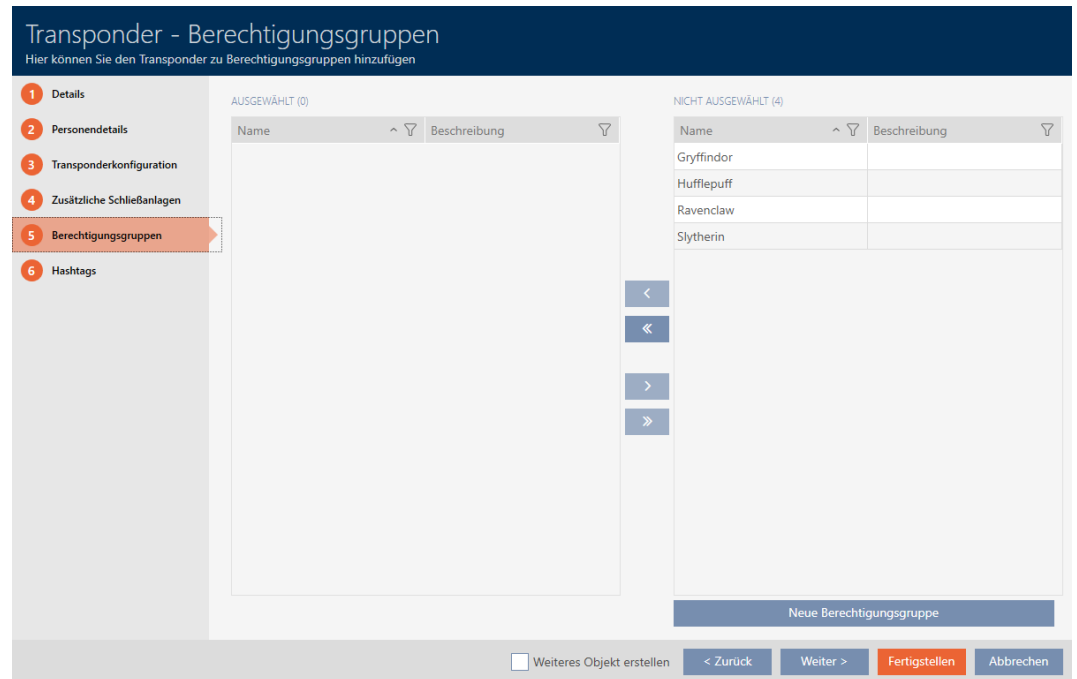 Transponder - Berechtigungsgruppen
Hier können Sie den Transponder zu Berechtigungsgruppen hinzufügen
1 Details
2 Personendetails
3 Transponderkonfiguration
4 Zusätzliche Schließanlagen
5 Berechtigungsgruppen
6 Hashtags
AUSGEWÄHLT (0)
Name Beschreibung
NICHT AUSGEWÄHLT (4)
Name Beschreibung
Gryffindor
Hufflepuff
Ravenclaw
Slytherin
Neue Berechtigungsgruppe
Weiteres Objekt erstellen < Zurück Weiter > Fertigstellen Abbrechen